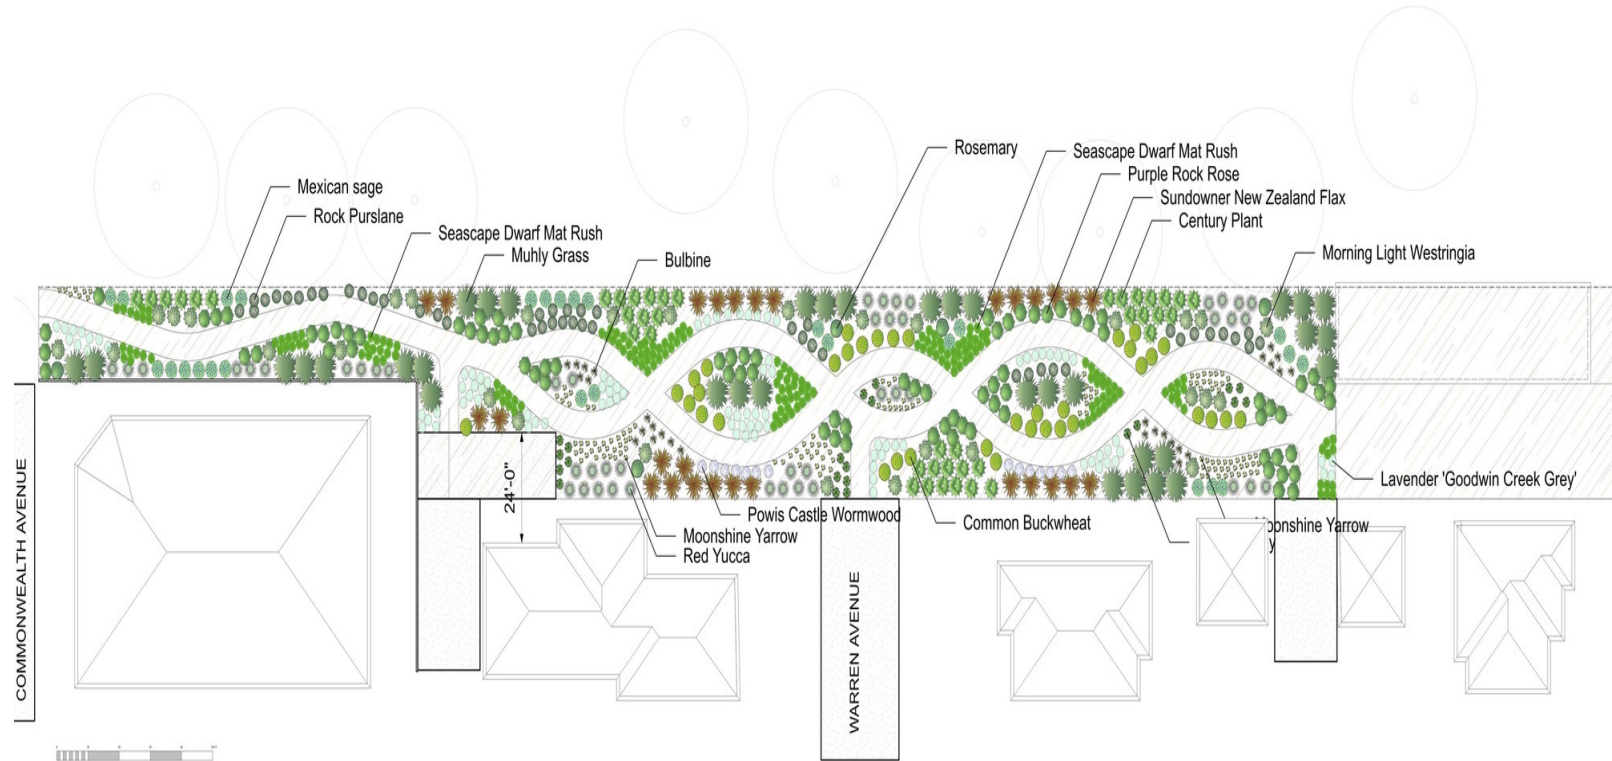 Rosemary
Seascape Dwarf Mat Rush
Purple Rock Rose
Mexican sage
Sundowner New Zealand Flax
Rock Purslane
Century Plant
Seascape Dwarf Mat Rush
Muhly Grass
Bulbine
Morning Light Westringia
Lavender 'Goodwin Creek Grey'
24'-0"
Powis Castle Wormwood
Common Buckwheat
Moonshine Yarrow
oonshine Yarrow
Red Yucca
COMMONWEALTH AVENUE
WARREN AVENUE